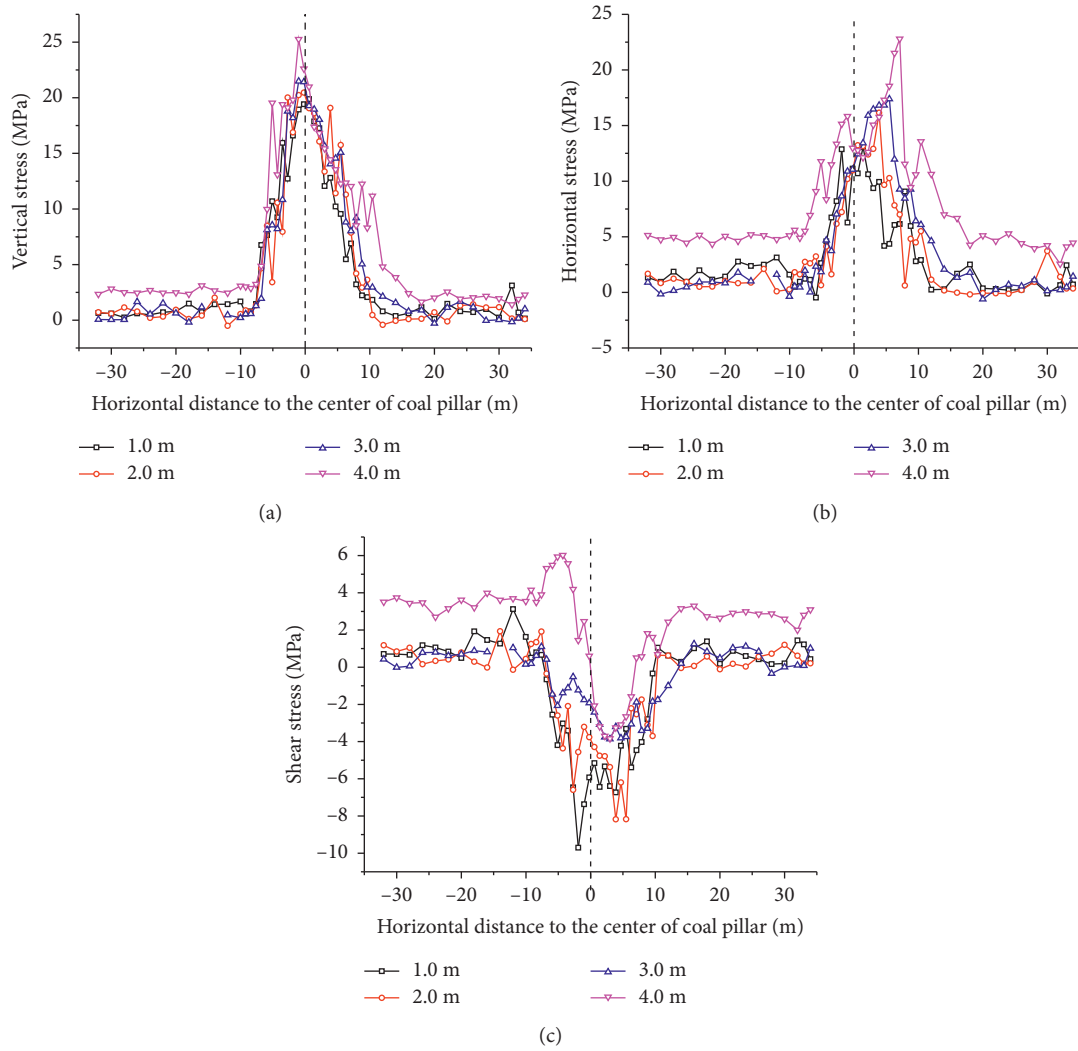 25
20
15
10
5
0
Vertical stress (MPa)
–30 –20 –10 0 10 20 30
Horizontal distance to the center of coal pillar (m)
1.0 m 3.0 m
2.0 m 4.0 m
(a)
25
20
15
10
5
0
–5
Horizontal stress (MPa)
–30 –20 –10 0 10 20 30
Horizontal distance to the center of coal pillar (m)
1.0 m 3.0 m
2.0 m 4.0 m
(b)
6
4
2
0
–2
–4
–6
–8
–10
Shear stress (MPa)
–30 –20 –10 0 10 20 30
Horizontal distance to the center of coal pillar (m)
1.0 m 3.0 m
2.0 m 4.0 m
(c)